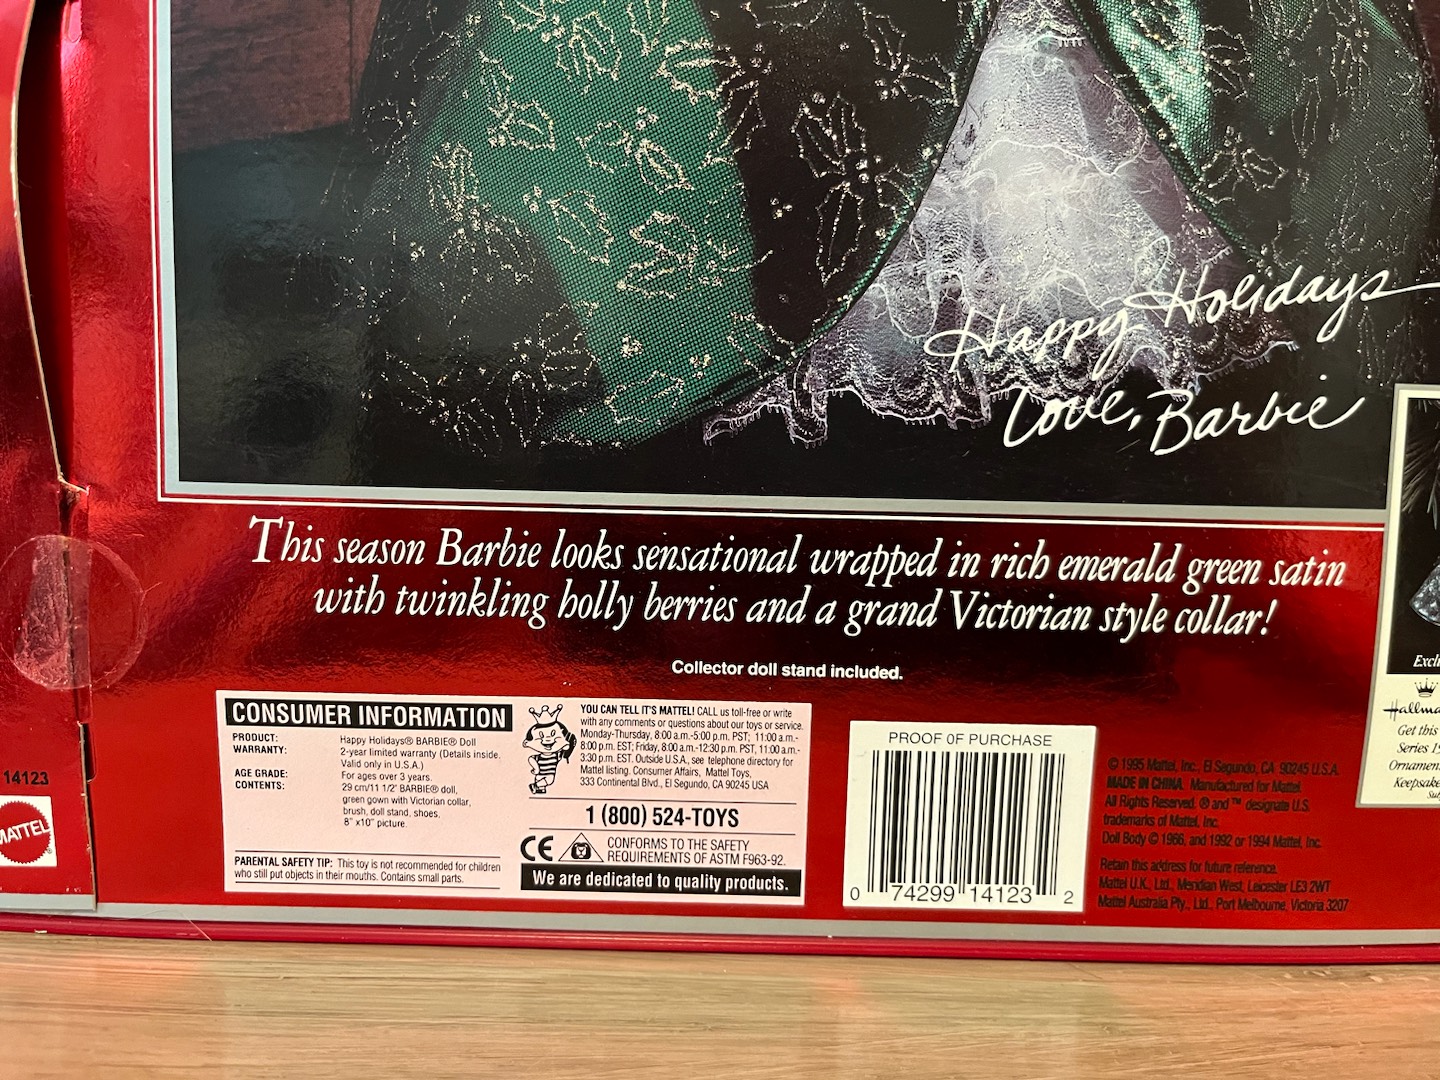 Happy Holidays
Love, Barbie
This season Barbie looks sensational wrapped in rich emerald green satin
with twinkling holly berries and a grand Victorian style collar!
Collector doll stand included.
14123
MATTEL
CONSUMER INFORMATION
PRODUCT: Happy Holidays® BARBIE® Doll
WARRANTY: 2-year limited warranty (Details inside.
Valid only in U.S.A.)
AGE GRADE: For ages over 3 years.
CONTENTS: 29 cm/11 1/2" BARBIE® doll,
green gown with Victorian collar,
brush, doll stand, shoes.
8" x10" picture.
PARENTAL SAFETY TIP: This toy is not recommended for children
who still put objects in their mouths. Contains small parts.
YOU CAN TELL IT'S MATTEL! CALL us toll-free or write
with any comments or questions about our toys or service.
Monday-Thursday, 8:00 a.m.-5:00 p.m. PST; 11:00 a.m.-
8:00 p.m. EST; Friday, 8:00 a.m.-12:30 p.m. PST, 11:00 a.m.-
3:30 p.m. EST. Outside U.S.A., see telephone directory for
Mattel listing. Consumer Affairs, Mattel Toys,
333 Continental Blvd., El Segundo, CA 90245 USA
1 (800) 524-TOYS
CE
CONFORMS TO THE SAFETY
REQUIREMENTS OF ASTM F963-92.
We are dedicated to quality products.
PROOF OF PURCHASE
0 74299 14123 2
© 1995 Mattel, Inc., El Segundo, CA 90245 U.S.A.
MADE IN CHINA. Manufactured for Mattel.
All Rights Reserved. ® and ™ designate U.S.
trademarks of Mattel, Inc.
Doll Body © 1966, and 1992 or 1994 Mattel, Inc.
Retain this address for future reference.
Mattel U.K., Ltd., Meridian West, Leicester LE3 2WT
Mattel Australia Pty., Ltd., Port Melbourne, Victoria 3207
Get this
Series